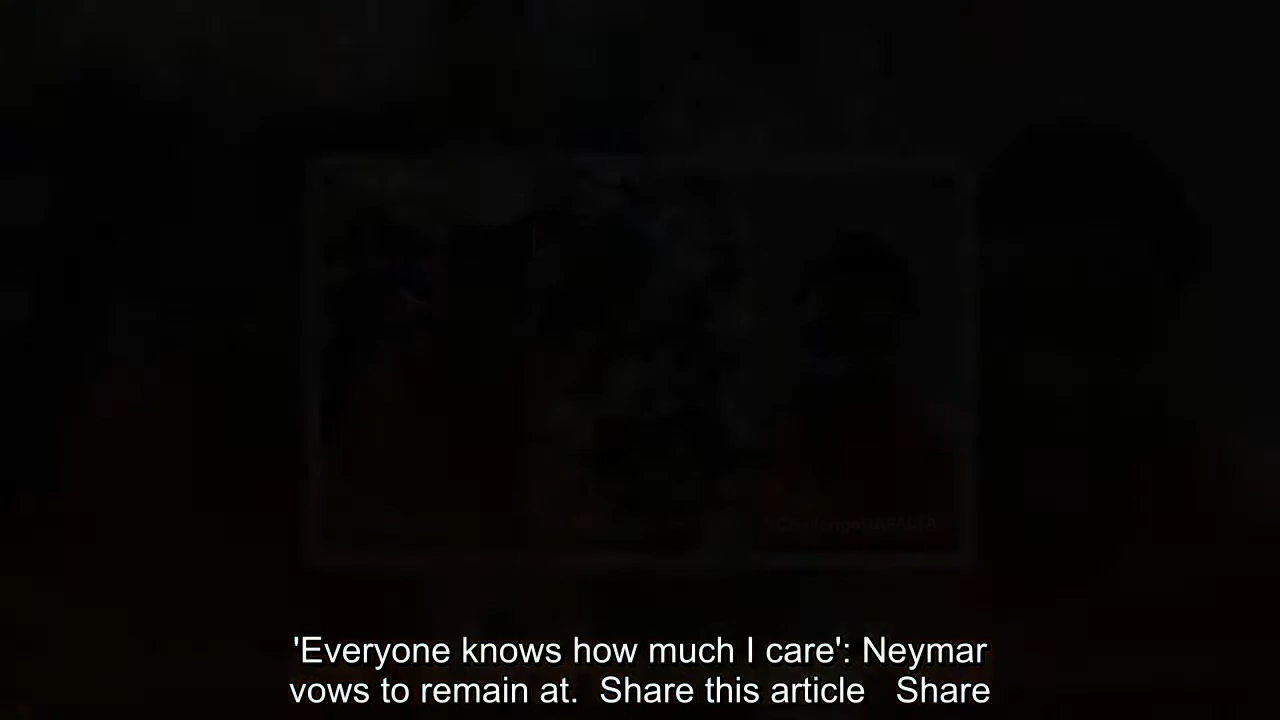 'Everyone knows how much I care': Neymar
vows to remain at.  Share this article   Share